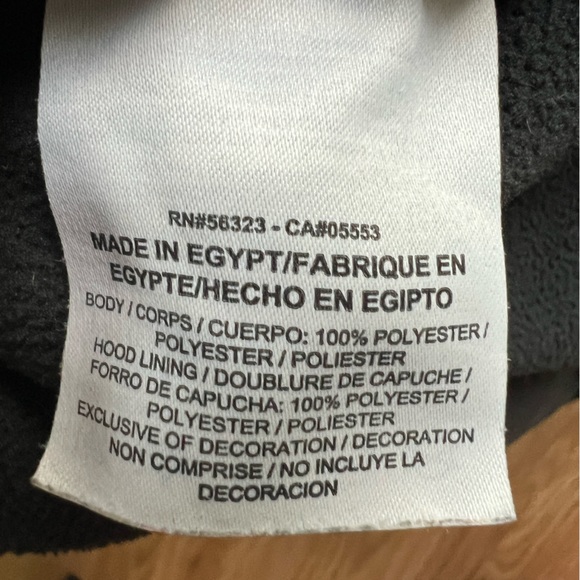 RN#56323 - CA#05553
MADE IN EGYPT/FABRIQUE EN
EGYPTE/HECHO EN EGIPTO
BODY / CORPS / CUERPO: 100% POLYESTER /
POLYESTER / POLIESTER
HOOD LINING / DOUBLURE DE CAPUCHE /
FORRO DE CAPUCHA: 100% POLYESTER /
POLYESTER / POLIESTER
EXCLUSIVE OF DECORATION / DECORATION
NON COMPRISE / NO INCLUYE LA
DECORACION